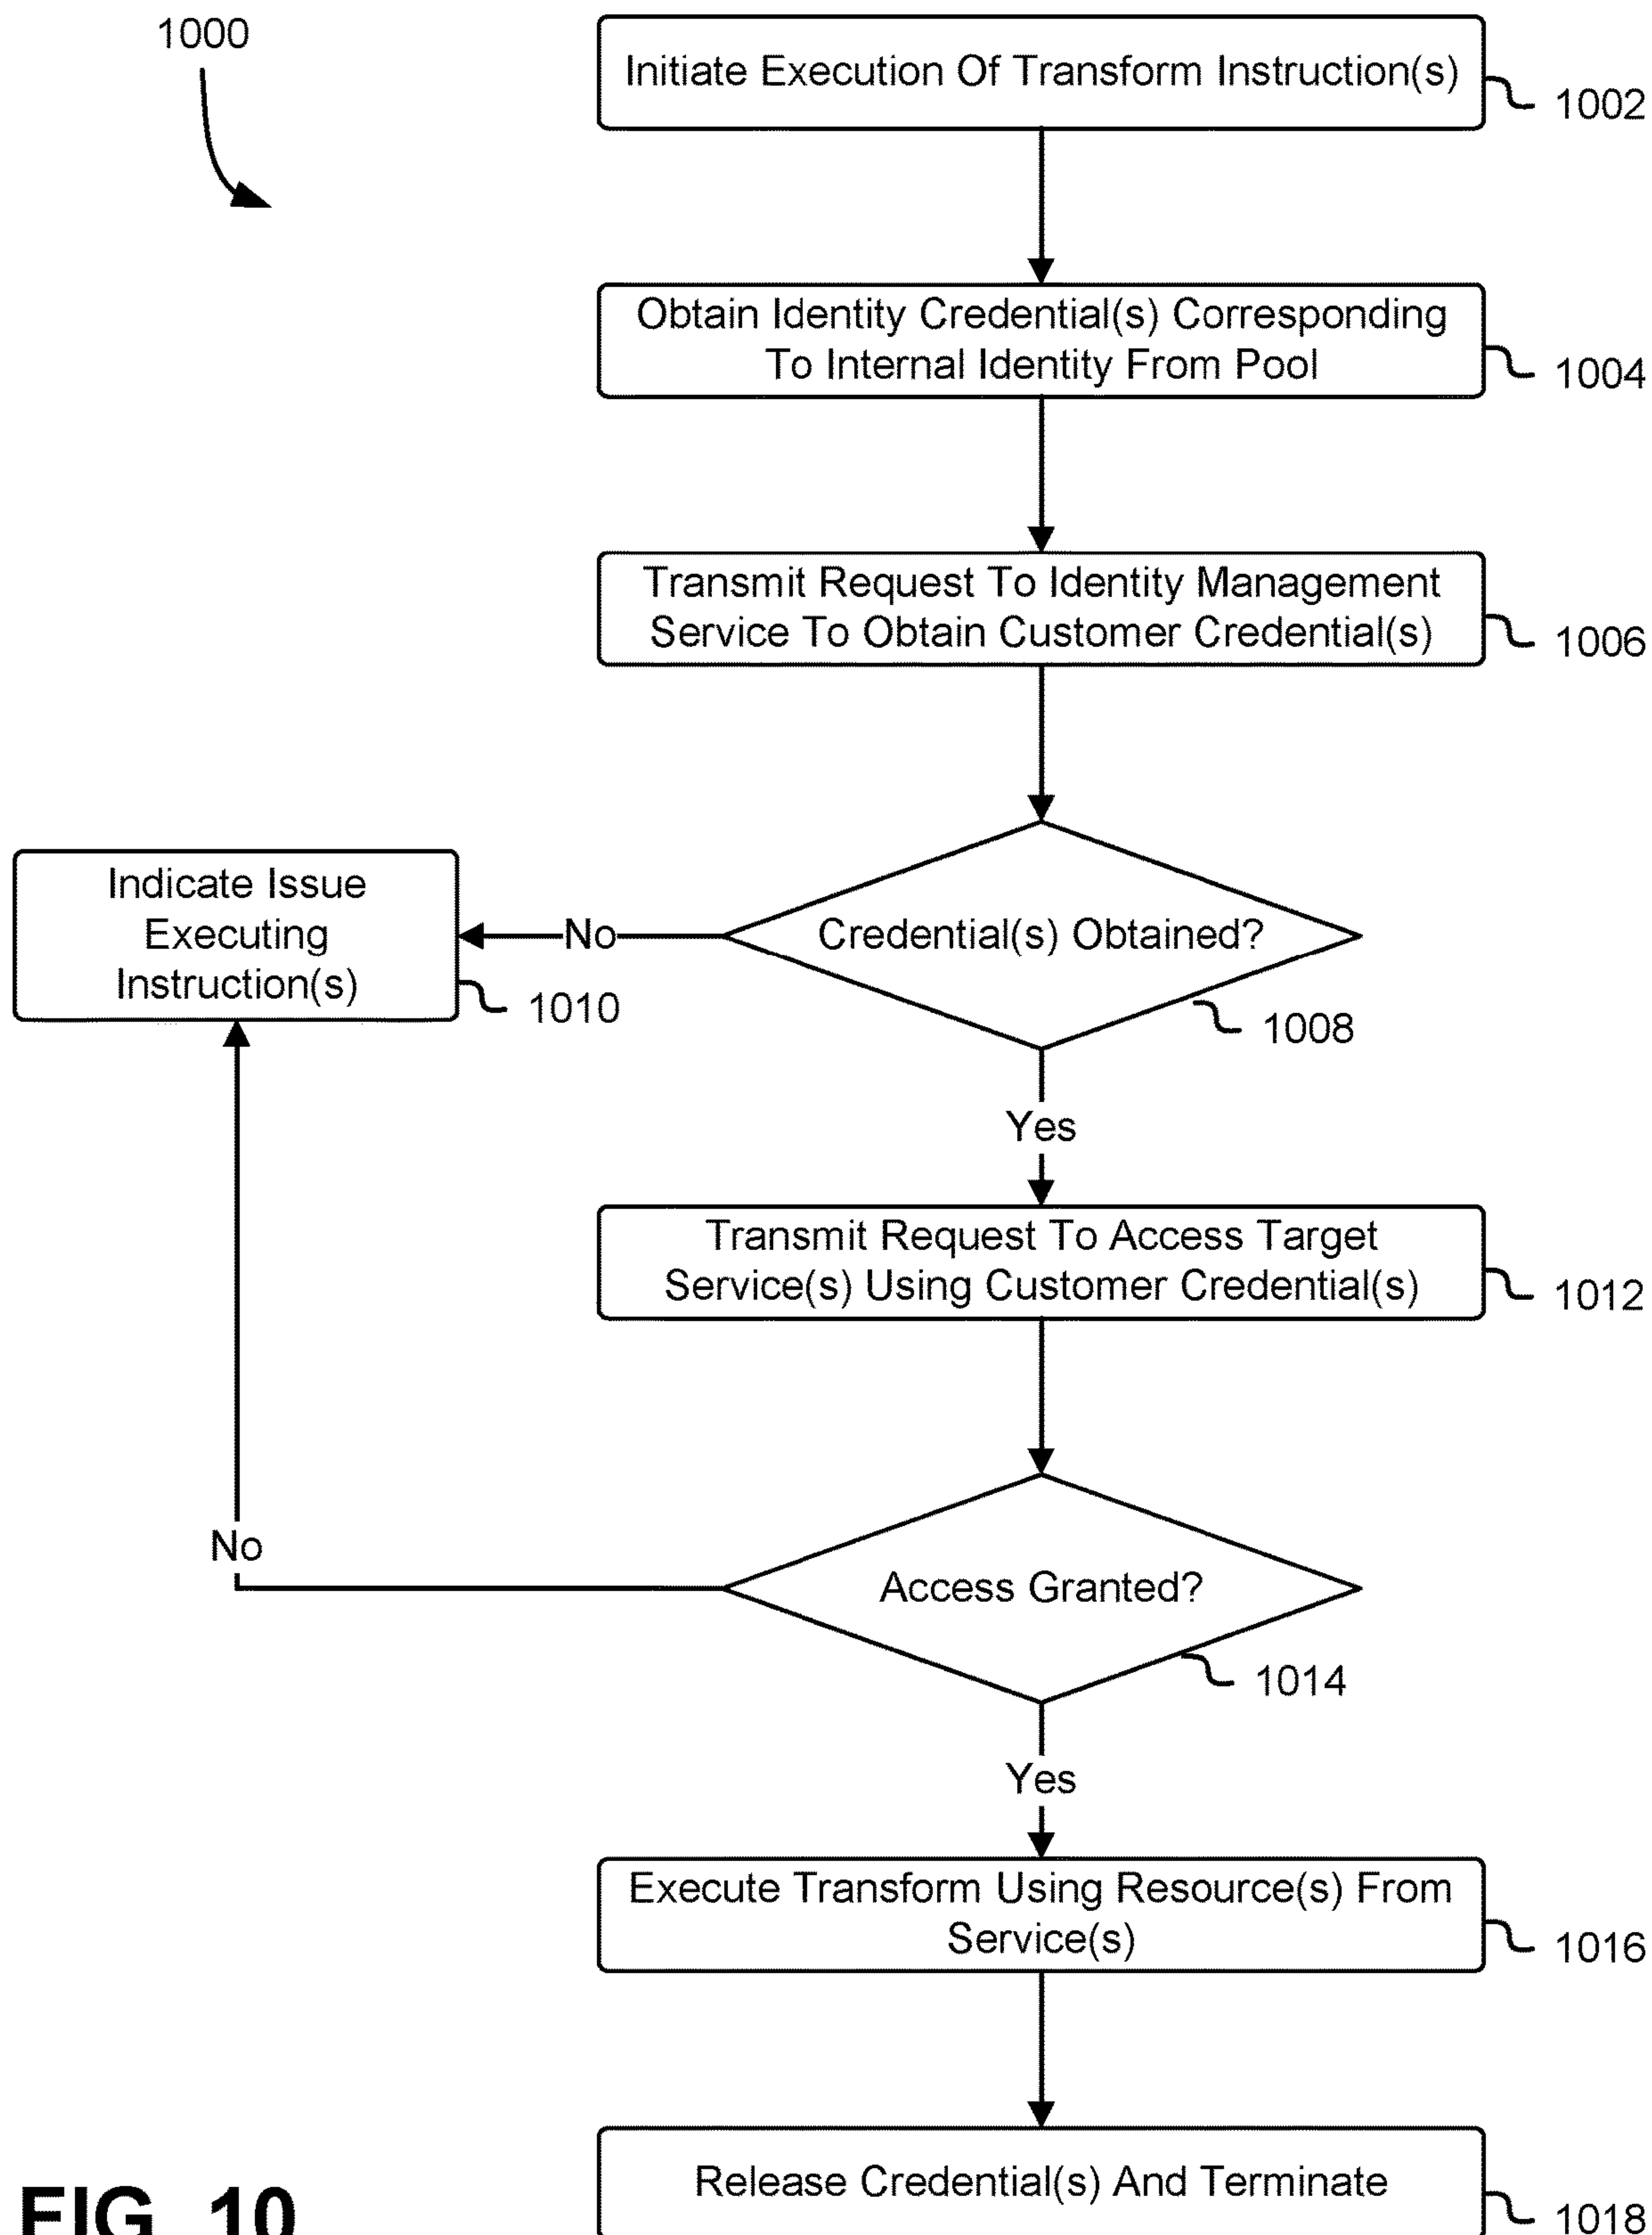 1000
Initiate Execution Of Transform Instruction(s)
1002
Obtain Identity Credential(s) Corresponding
To Internal Identity From Pool
1004
Transmit Request To Identity Management
Service To Obtain Customer Credential(s)
1006
Credential(s) Obtained?
1008
No
Indicate Issue
Executing
Instruction(s)
1010
Yes
Transmit Request To Access Target
Service(s) Using Customer Credential(s)
1012
Access Granted?
1014
No
Yes
Execute Transform Using Resource(s) From
Service(s)
1016
Release Credential(s) And Terminate
1018
FIG. 10